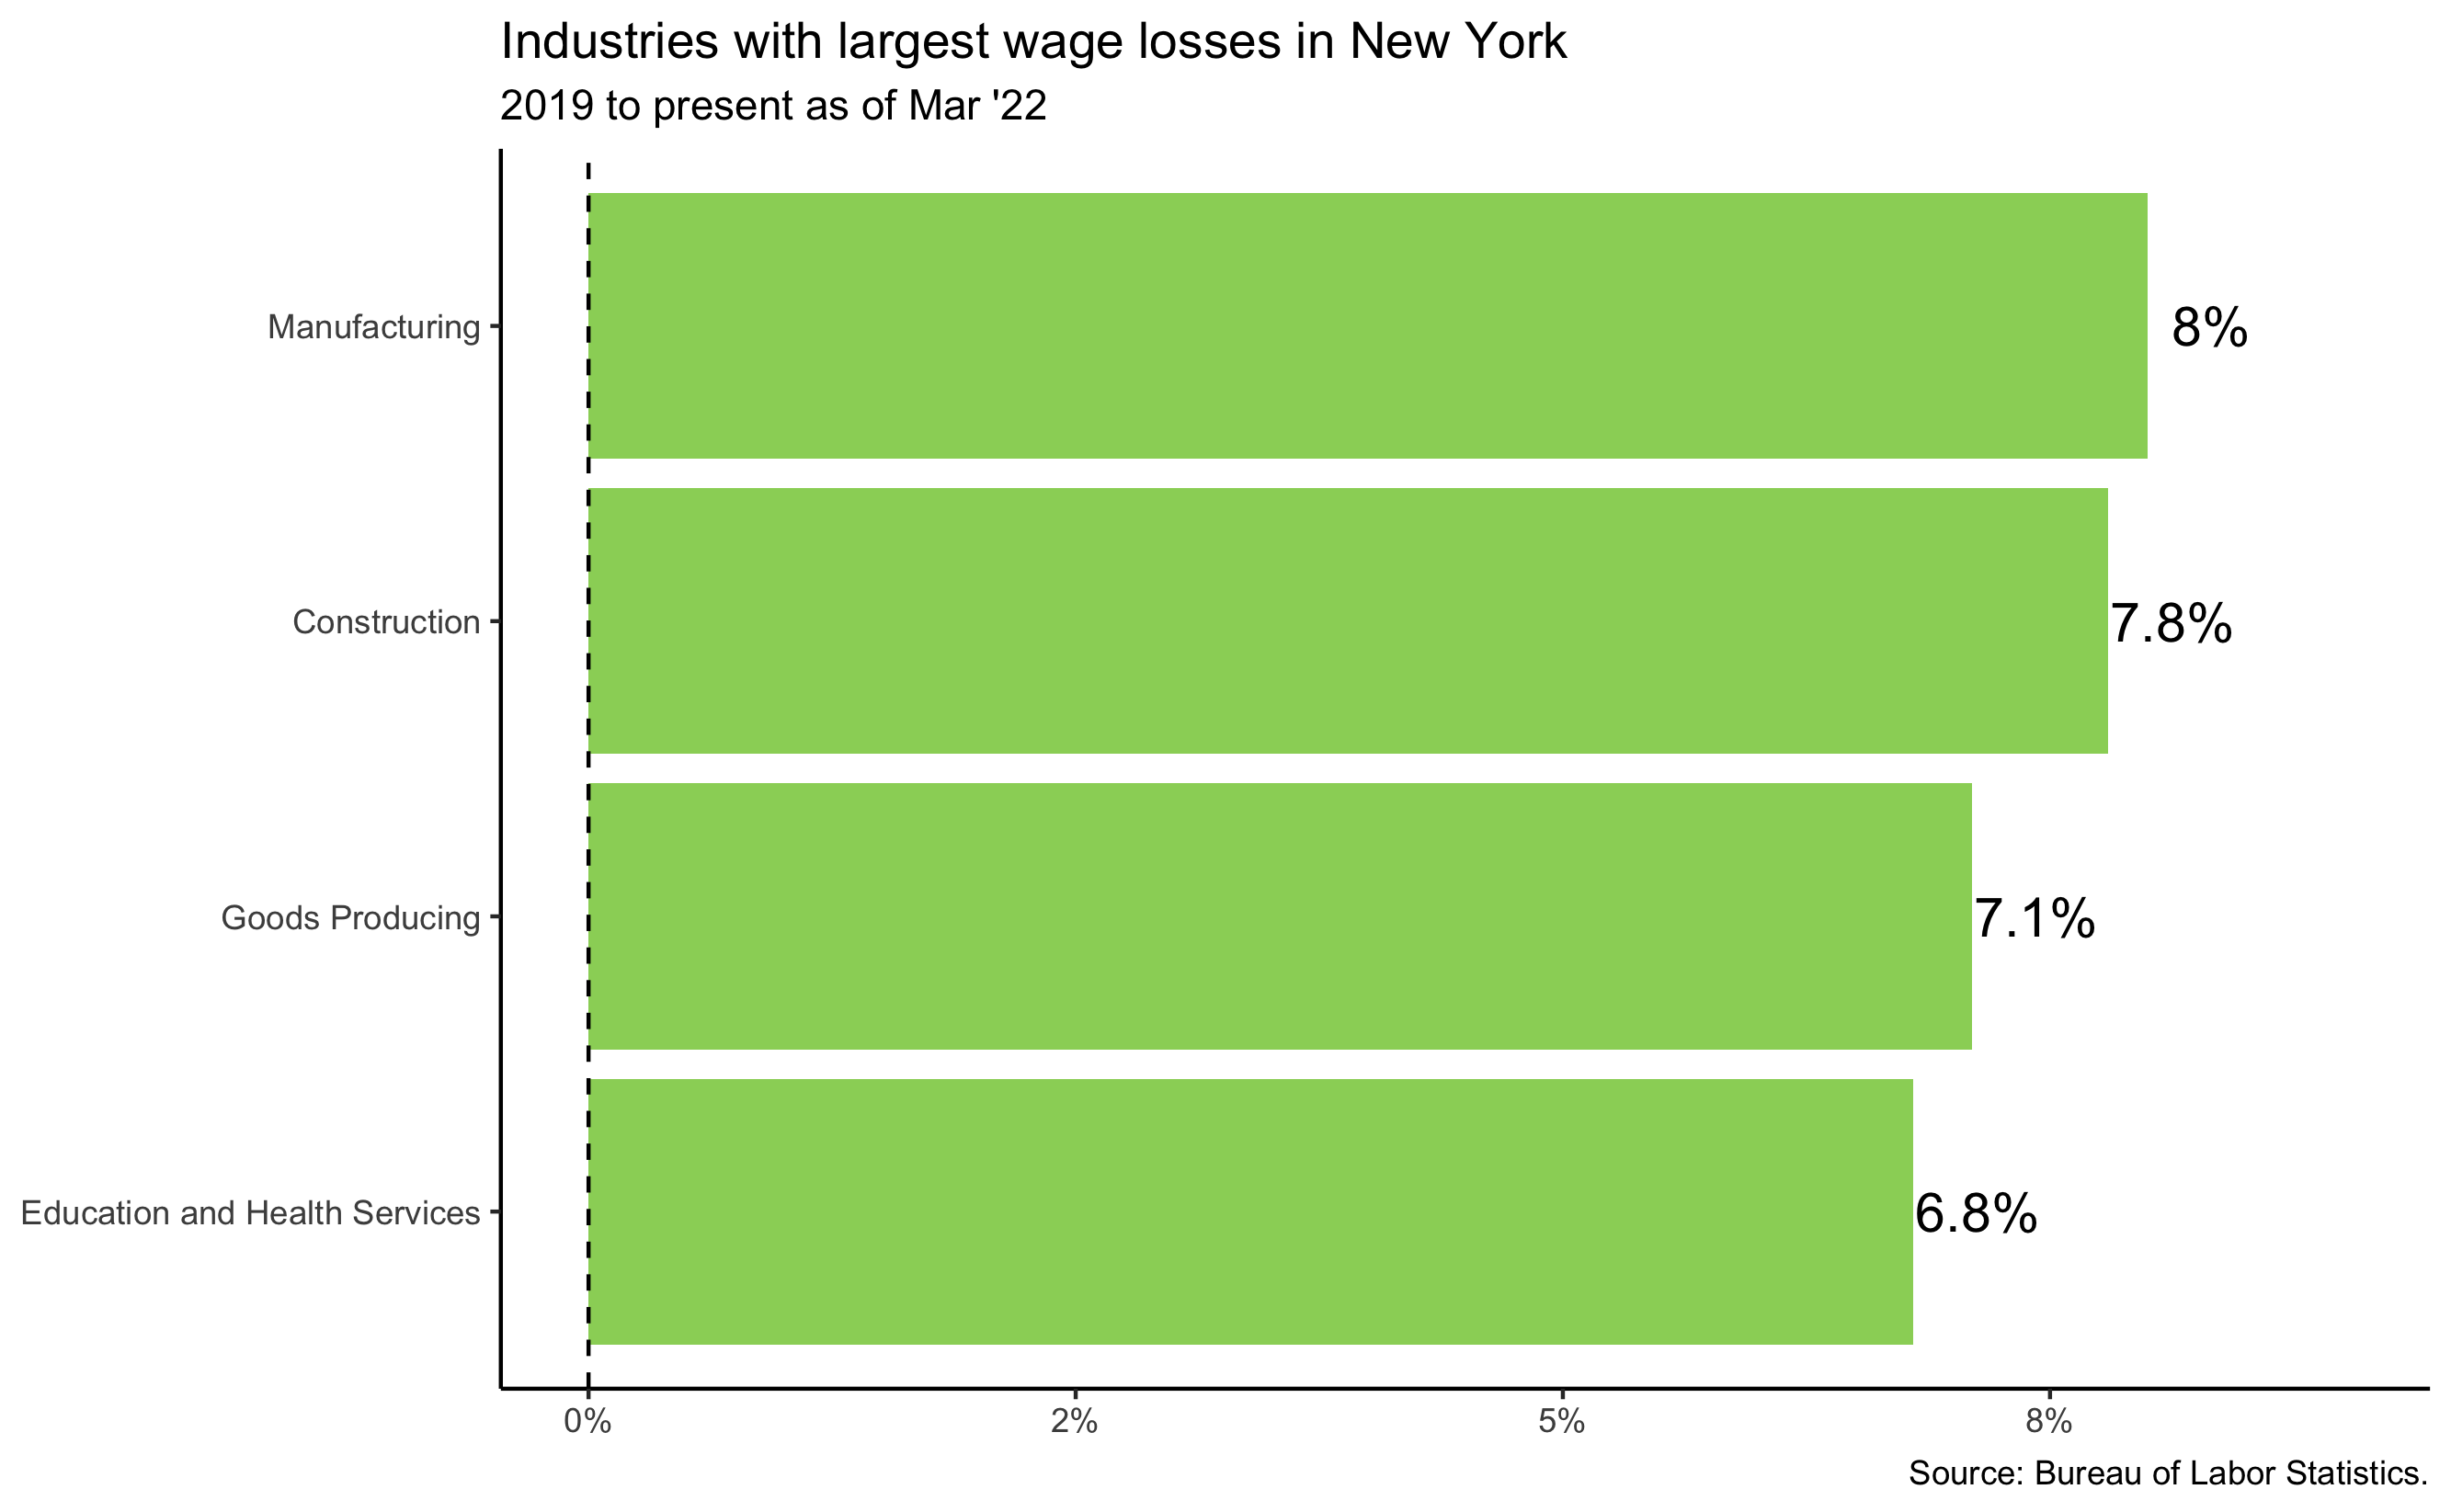 Industries with largest wage losses in New York
2019 to present as of Mar '22
Manufacturing
8%
Construction
7.8%
Goods Producing
7.1%
Education and Health Services
6.8%
0%
2%
5%
8%
Source: Bureau of Labor Statistics.